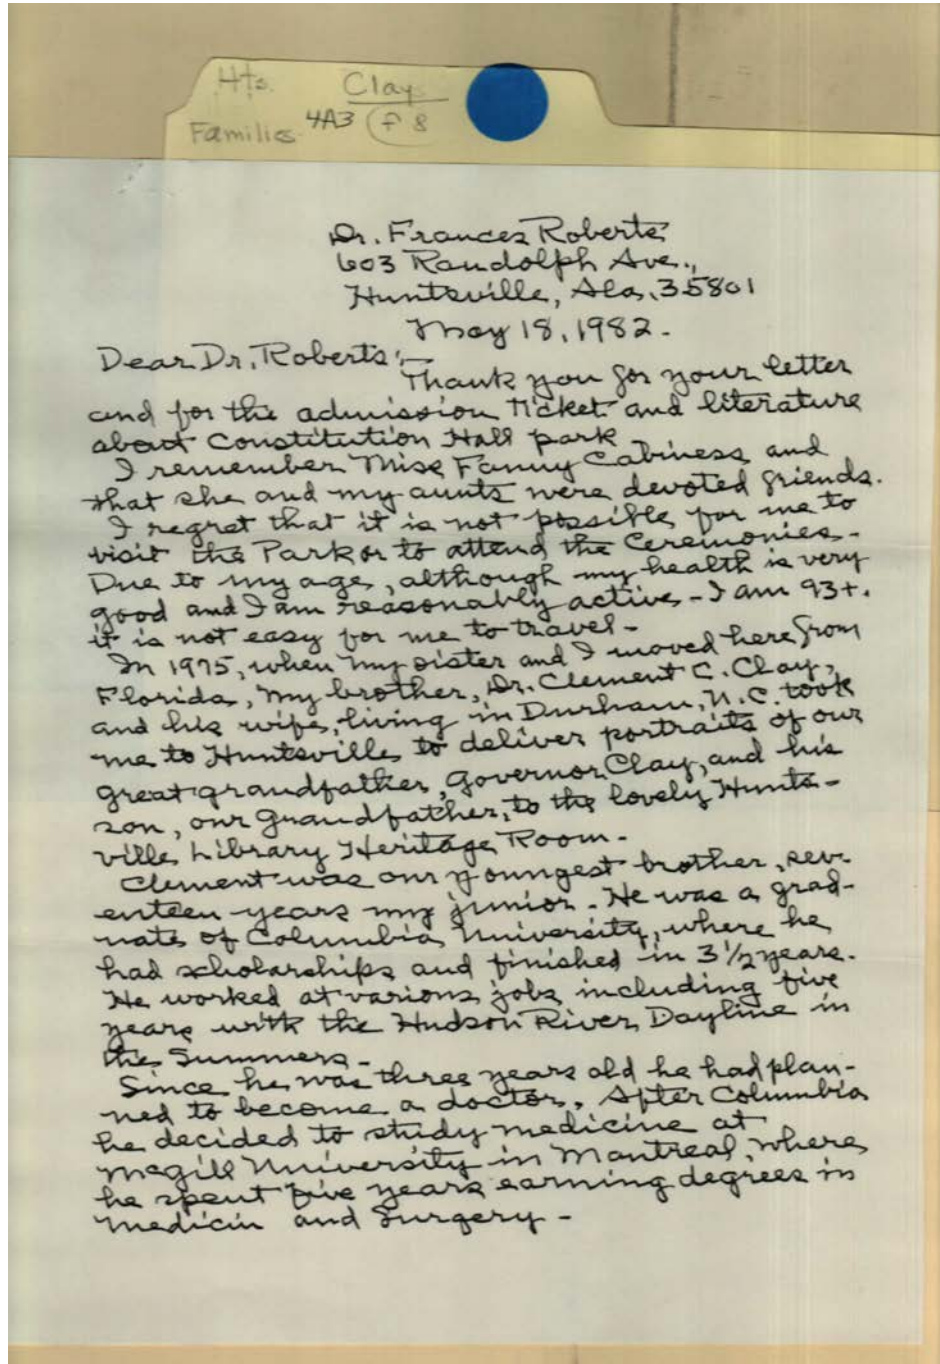 Hts. Clay
Families 4A3 f 8
Dr. Frances Roberts
603 Randolph Ave.,
Huntsville, Ala, 35801
May 18, 1982.
Dear Dr. Roberts:-
Thank you for your letter
and for the admission ticket and literature
about Constitution Hall park
I remember Miss Fanny Cabiness and
that she and my aunts were devoted friends.
I regret that it is not possible for me to
visit the Park or to attend the Ceremonies-
Due to my age, although my health is very
good and I am reasonably active - I am 93+.
it is not easy for me to travel-
In 1975, when my sister and I moved here from
Florida, my brother, Dr. Clement C. Clay,
and his wife, living in Durham, N.C. took
me to Huntsville to deliver portraits of our
great grandfather, Governor Clay, and his
son, our grandfather, to the lovely Hunts-
ville Library Heritage Room-
Clement was our youngest brother, sev-
enteen years my junior - He was a grad-
uate of Columbia University, where he
had scholarships and finished in 3 1/2 years.
He worked at various jobs including five
years with the Hudson River Dayline in
the Summers-
Since he was three years old he had plan-
ned to become a doctor. After Columbia
he decided to study medicine at
McGill University in Montreal, where
he spent five years earning degrees in
Medicin and Surgery-